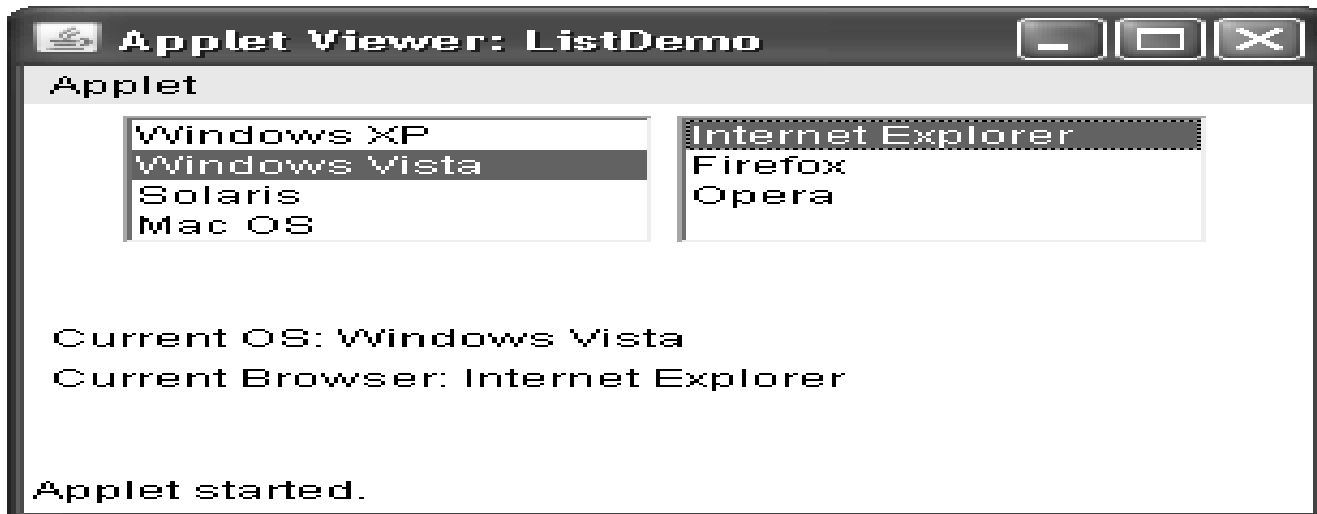 Applet Viewer: ListDemo
Applet
Windows XP
Windows Vista
Solaris
Mac OS
Internet Explorer
Firefox
Opera
Current OS: Windows Vista
Current Browser: Internet Explorer
Applet started.